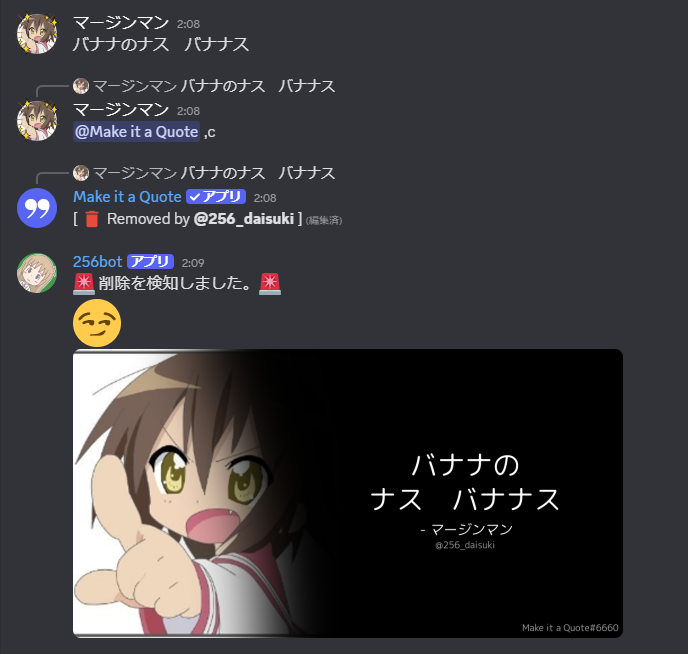 マージンマン 2:08
バナナのナス　バナナス
マージンマン バナナのナス　バナナス
マージンマン 2:08
@Make it a Quote ,c
マージンマン バナナのナス　バナナス
Make it a Quote ✓アプリ 2:08
[ 🗑 Removed by @256_daisuki ] (編集済)
256bot アプリ 2:09
🚨 削除を検知しました。🚨
バナナの
ナス　バナナス
- マージンマン
@256_daisuki
Make it a Quote#6660